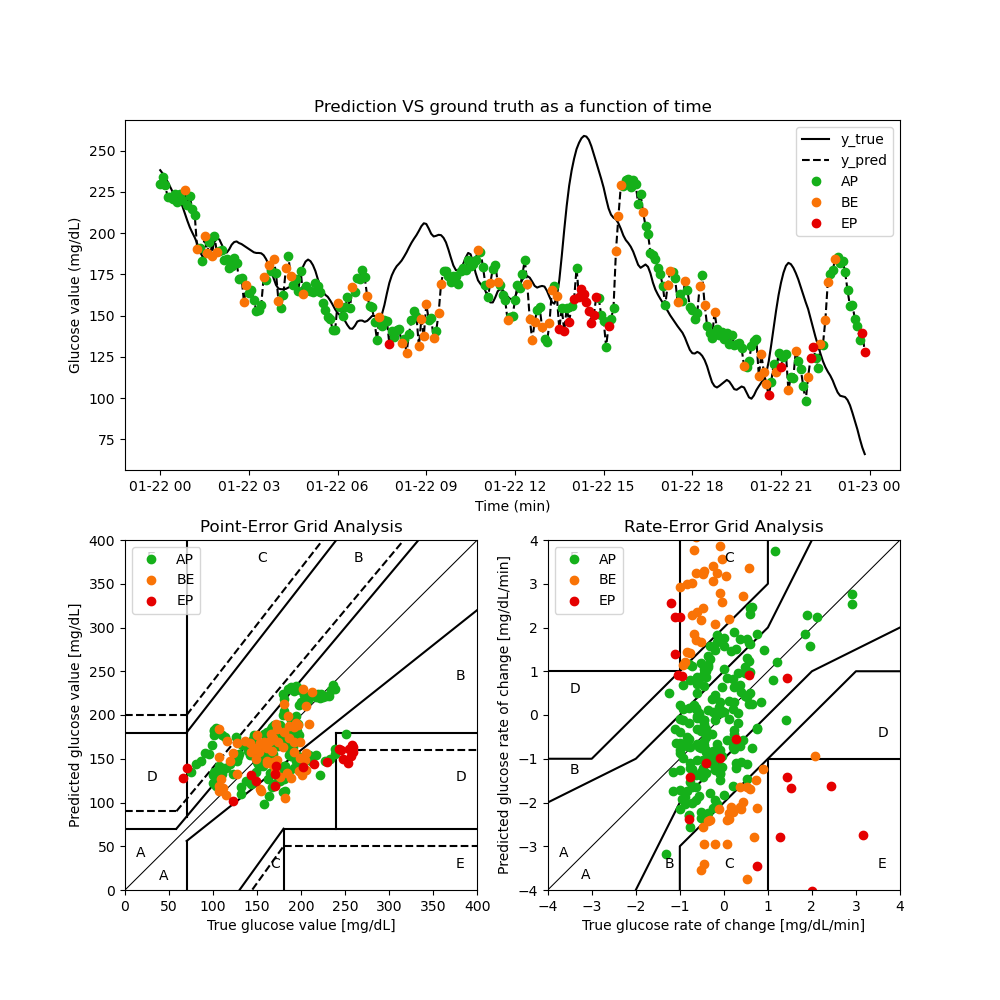 Prediction VS ground truth as a function of time
Glucose value (mg/dL)
250
225
200
175
150
125
100
75
y_true
y_pred
AP
BE
EP
01-22 00 01-22 03 01-22 06 01-22 09 01-22 12 01-22 15 01-22 18 01-22 21 01-23 00
Time (min)
Point-Error Grid Analysis
Predicted glucose value [mg/dL]
400
350
300
250
200
150
100
50
0
AP
BE
EP
C B
B
D D
A
A C E
0 50 100 150 200 250 300 350 400
True glucose value [mg/dL]
Rate-Error Grid Analysis
Predicted glucose rate of change [mg/dL/min]
4
3
2
1
0
−1
−2
−3
−4
AP
BE
EP
C
D
D
B
A
A B C E
−4 −3 −2 −1 0 1 2 3 4
True glucose rate of change [mg/dL/min]